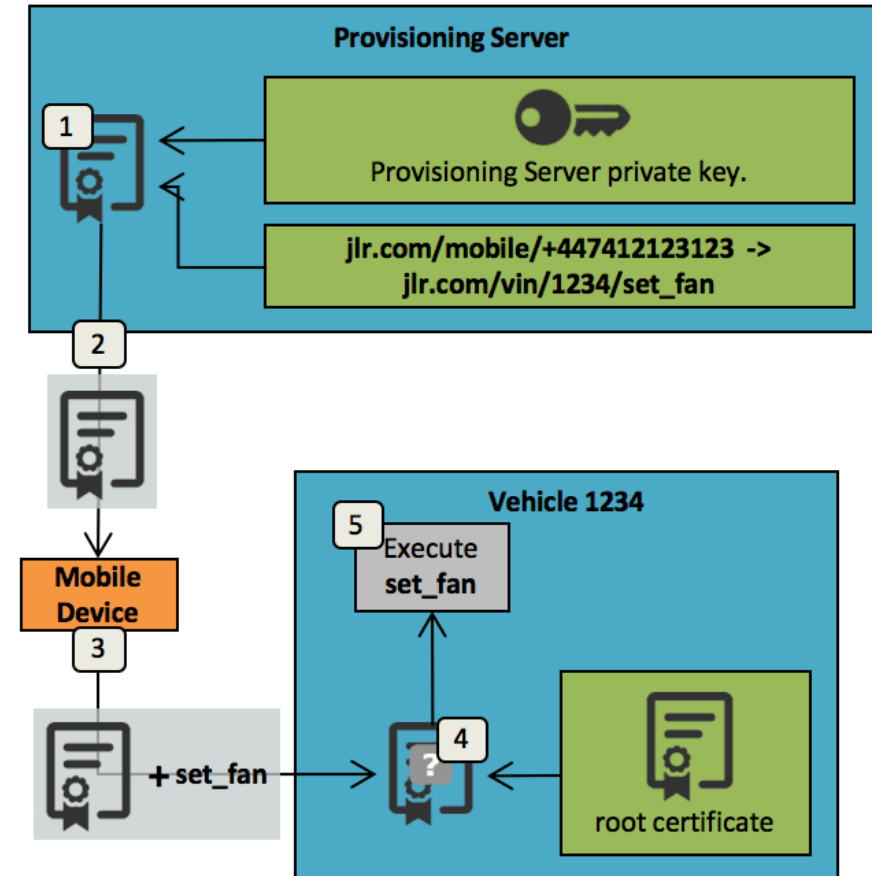 Provisioning Server
1
Provisioning Server private key.
jlr.com/mobile/+447412123123 ->
jlr.com/vin/1234/set_fan
2
Vehicle 1234
5
Execute
set_fan
Mobile
Device
3
4
?
+ set_fan
root certificate